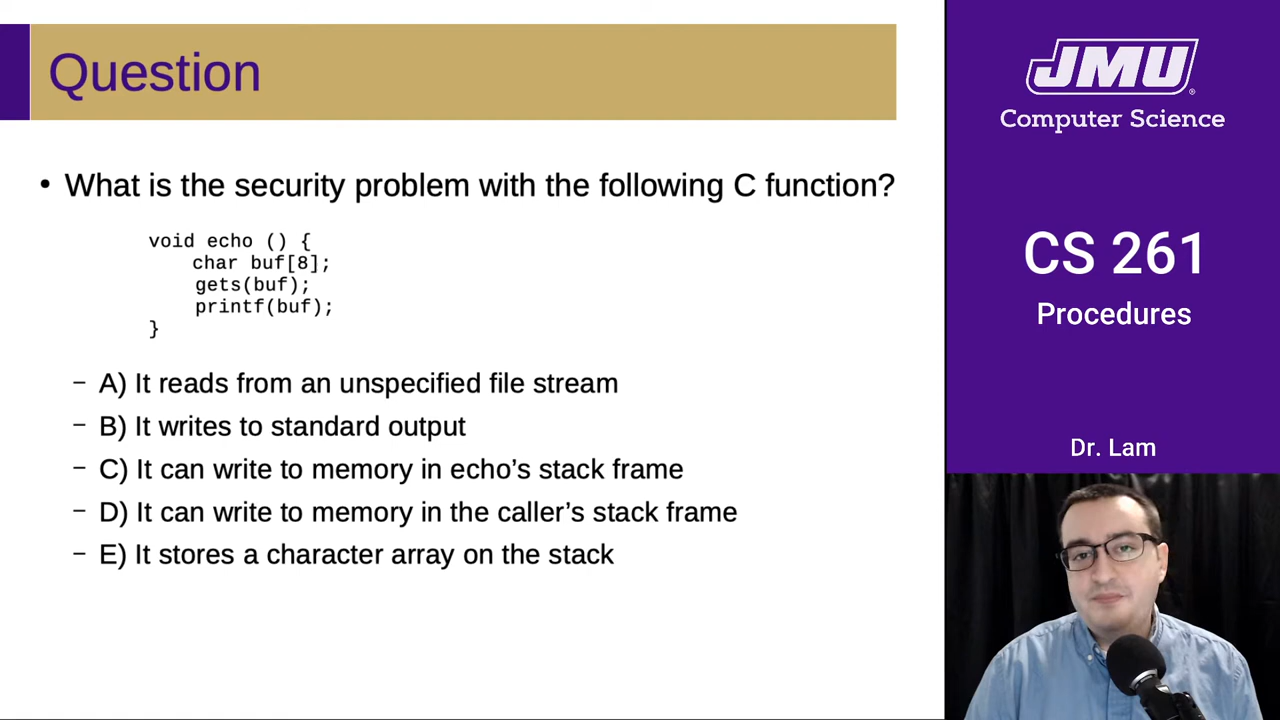 Question
• What is the security problem with the following C function?
void echo () {
char buf[8];
gets(buf);
printf(buf);
}
– A) It reads from an unspecified file stream
– B) It writes to standard output
– C) It can write to memory in echo’s stack frame
– D) It can write to memory in the caller’s stack frame
– E) It stores a character array on the stack
JMU®
Computer Science
CS 261
Procedures
Dr. Lam